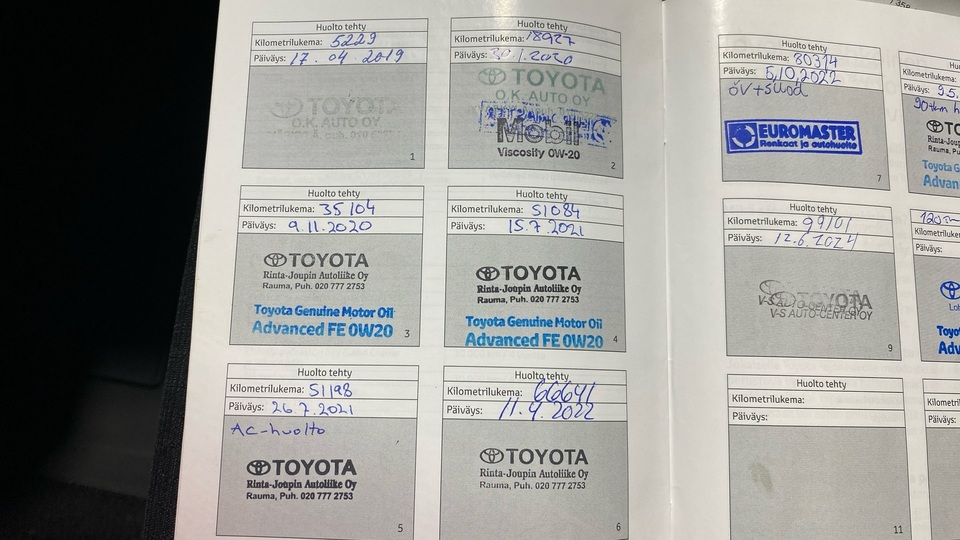 Huolto tehty
Kilometrilukema: 5229
Päiväys: 17.04.2019
TOYOTA
O.K. AUTO OY
1
Huolto tehty
Kilometrilukema: 18927
Päiväys: 30.1.2020
TOYOTA
O.K. AUTO OY
Mobil
Viscosity 0W-20
2
Huolto tehty
Kilometrilukema: 35104
Päiväys: 9.11.2020
TOYOTA
Rinta-Joupin Autoliike Oy
Rauma, Puh. 020 777 2753
Toyota Genuine Motor Oil
Advanced FE 0W20
3
Huolto tehty
Kilometrilukema: 51084
Päiväys: 15.7.2021
TOYOTA
Rinta-Joupin Autoliike Oy
Rauma, Puh. 020 777 2753
Toyota Genuine Motor Oil
Advanced FE 0W20
4
Huolto tehty
Kilometrilukema: 51198
Päiväys: 26.7.2021
AC-huolto
TOYOTA
Rinta-Joupin Autoliike Oy
Rauma, Puh. 020 777 2753
5
Huolto tehty
Kilometrilukema: 66641
Päiväys: 11.4.2022
TOYOTA
Rinta-Joupin Autoliike Oy
Rauma, Puh. 020 777 2753
6
Huolto tehty
Kilometrilukema: 80314
Päiväys: 5.10.2022
öV+suod
EUROMASTER
Renkaat ja autohuolto
7
Huolto tehty
Kilometrilukema: 99101
Päiväys: 12.6.2024
TOYOTA
V-S AUTO-CENTER OY
9
Huolto tehty
Kilometrilukema:
Päiväys:
11
Päiväys:
Rauma, P
Päiväys:
Päiväys: